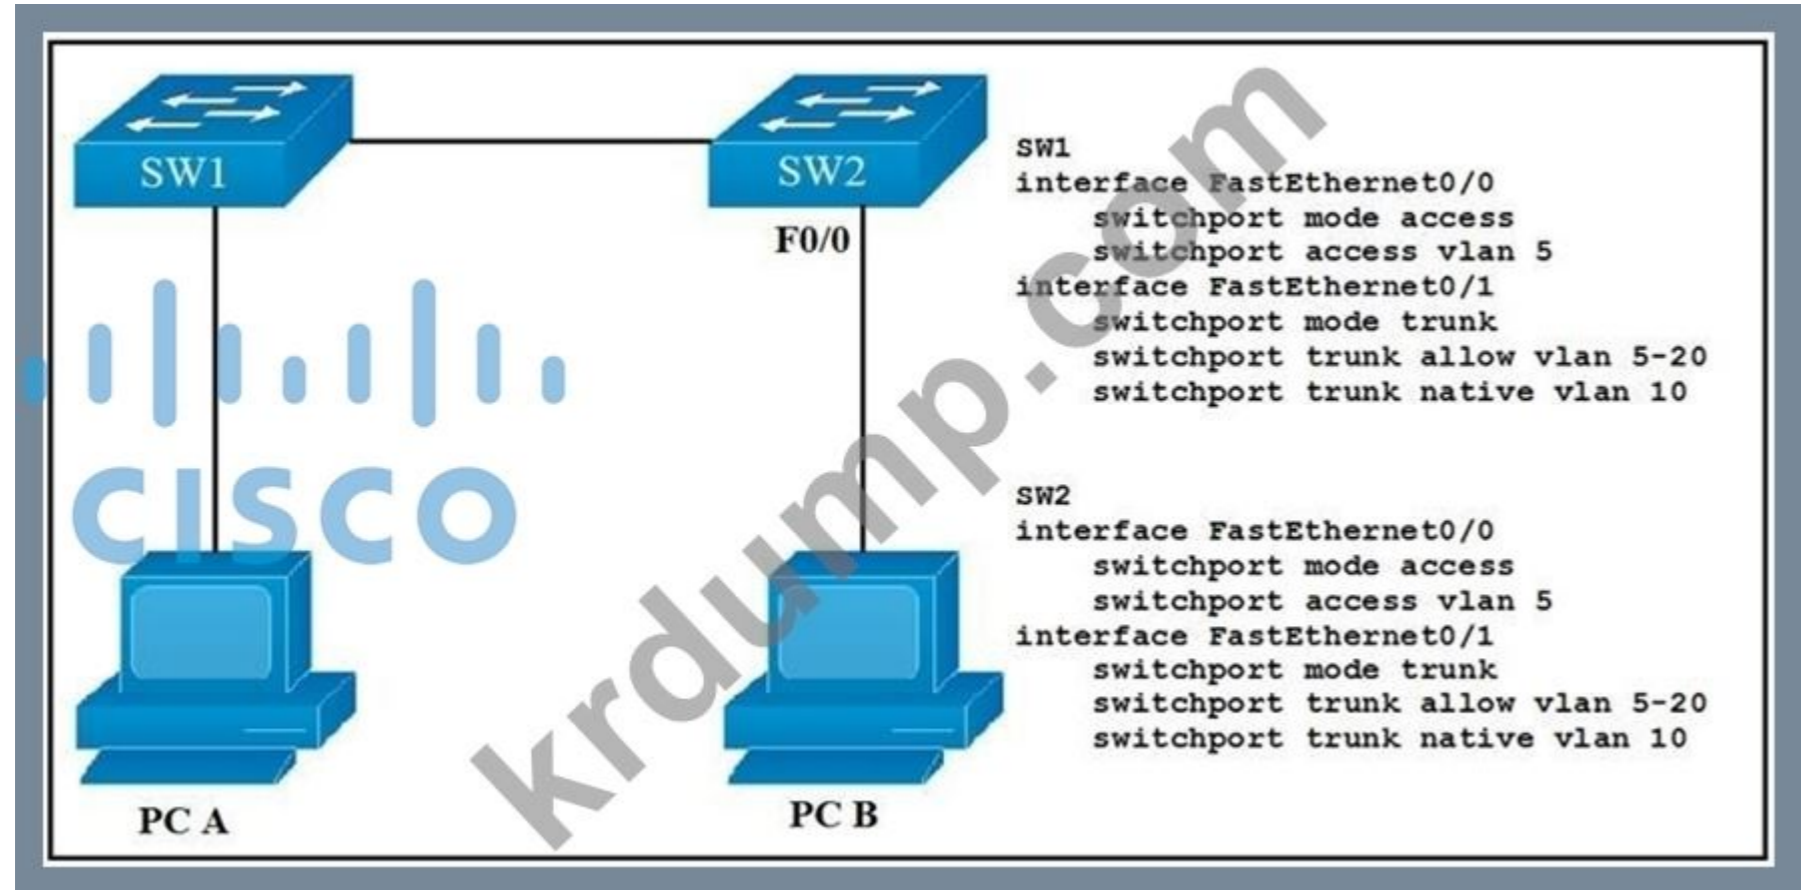 SW1
SW2
F0/0
PC A
PC B
CISCO
krdump.com
SW1
interface FastEthernet0/0
switchport mode access
switchport access vlan 5
interface FastEthernet0/1
switchport mode trunk
switchport trunk allow vlan 5-20
switchport trunk native vlan 10
SW2
interface FastEthernet0/0
switchport mode access
switchport access vlan 5
interface FastEthernet0/1
switchport mode trunk
switchport trunk allow vlan 5-20
switchport trunk native vlan 10